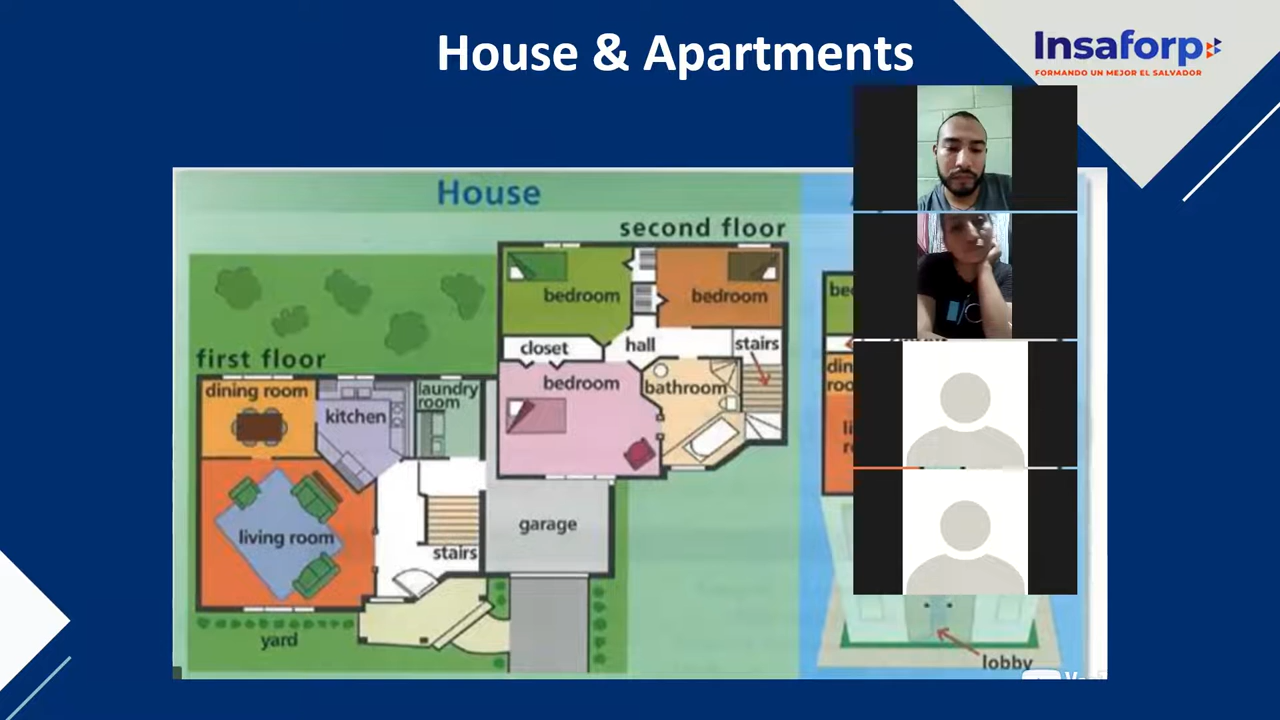 House & Apartments
Insaforp
FORMANDO UN MEJOR EL SALVADOR
House
second floor
bedroom
bedroom
closet
hall
stairs
bedroom
bathroom
first floor
dining room
kitchen
laundry
room
living room
stairs
garage
yard
lobby